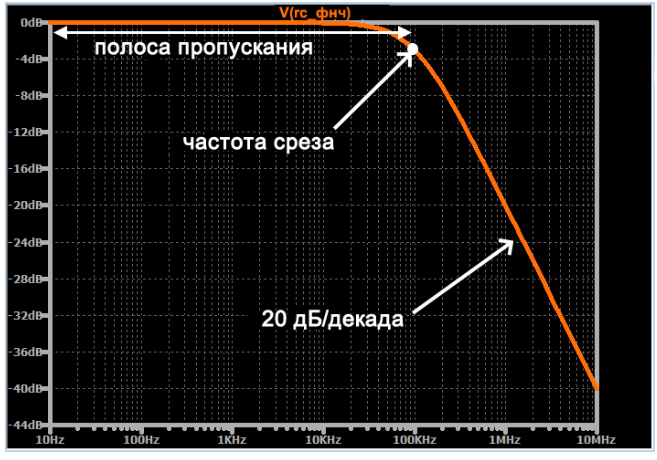 V(rc_фнч)
0dB
полоса пропускания
-4dB
-8dB
-12dB
частота среза
-16dB
-20dB
-24dB
-28dB
-32dB
20 дБ/декада
-36dB
-40dB
-44dB
10Hz 100Hz 1KHz 10KHz 100KHz 1MHz 10MHz